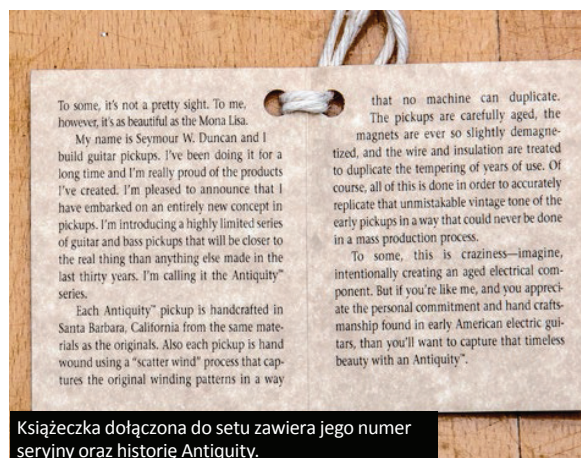 To some, it's not a pretty sight. To me,
however, it's as beautiful as the Mona Lisa.
My name is Seymour W. Duncan and I
build guitar pickups. I've been doing it for a
long time and I'm really proud of the products
I've created. I'm pleased to announce that I
have embarked on an entirely new concept in
pickups. I'm introducing a highly limited series
of guitar and bass pickups that will be closer to
the real thing than anything else made in the
last thirty years. I'm calling it the Antiquity™
series.
Each Antiquity™ pickup is handcrafted in
Santa Barbara, California from the same mate-
rials as the originals. Also each pickup is hand
wound using a "scatter wind" process that cap-
tures the original winding patterns in a way
that no machine can duplicate.
The pickups are carefully aged, the
magnets are ever so slightly demagne-
tized, and the wire and insulation are treated
to duplicate the tempering of years of use. Of
course, all of this is done in order to accurately
replicate that unmistakable vintage tone of the
early pickups in a way that could never be done
in a mass production process.
To some, this is craziness—imagine,
intentionally creating an aged electrical com-
ponent. But if you're like me, and you appreci-
ate the personal commitment and hand crafts-
manship found in early American electric gui-
tars, than you'll want to capture that timeless
beauty with an Antiquity™.
Książeczka dołączona do setu zawiera jego numer
seryjny oraz historię Antiquity.